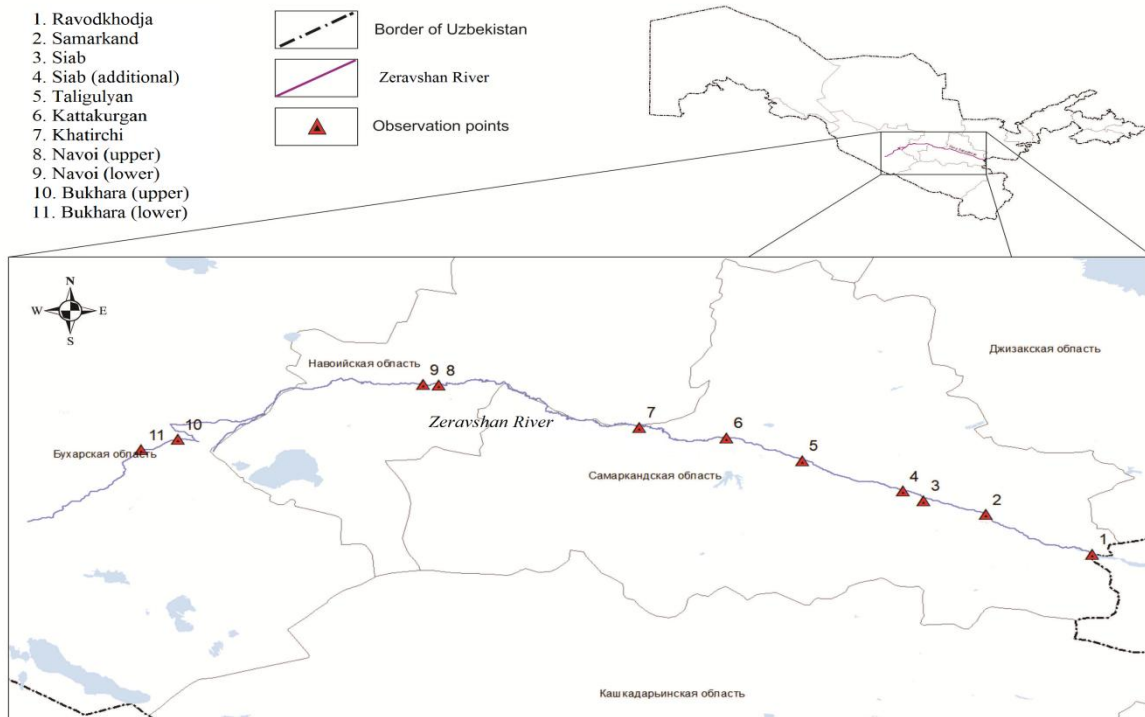 1. Ravodkhodja
2. Samarkand
3. Siab
4. Siab (additional)
5. Taligulyan
6. Kattakurgan
7. Khatirchi
8. Navoi (upper)
9. Navoi (lower)
10. Bukhara (upper)
11. Bukhara (lower)
Border of Uzbekistan
Zeravshan River
Observation points
N
W E
S
Навоийская область
Джизакская область
9 8
Zeravshan River
7
6
10
11
Бухарская область
5
Самаркандская область
4
3
2
1
Кашкадарьинская область